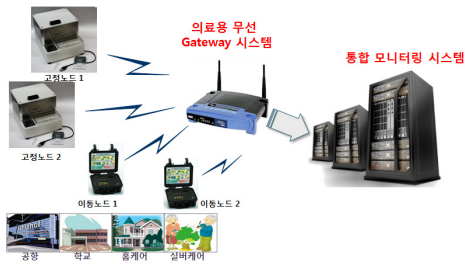 의료용 무선
Gateway 시스템
통합 모니터링 시스템
고정노드 1
고정노드 2
이동노드 1
이동노드 2
공항
학교
홈케어
실버케어